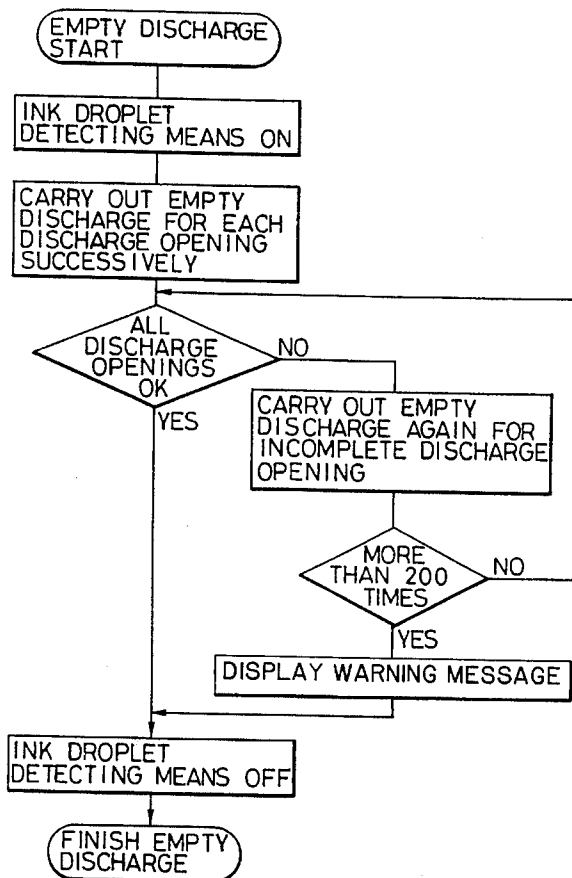 EMPTY DISCHARGE
START
INK DROPLET
DETECTING MEANS ON
CARRY OUT EMPTY
DISCHARGE FOR EACH
DISCHARGE OPENING
SUCCESSIVELY
ALL
DISCHARGE
OPENINGS
OK
NO
YES
CARRY OUT EMPTY
DISCHARGE AGAIN FOR
INCOMPLETE DISCHARGE
OPENING
MORE
THAN 200
TIMES
NO
YES
DISPLAY WARNING MESSAGE
INK DROPLET
DETECTING MEANS OFF
FINISH EMPTY
DISCHARGE